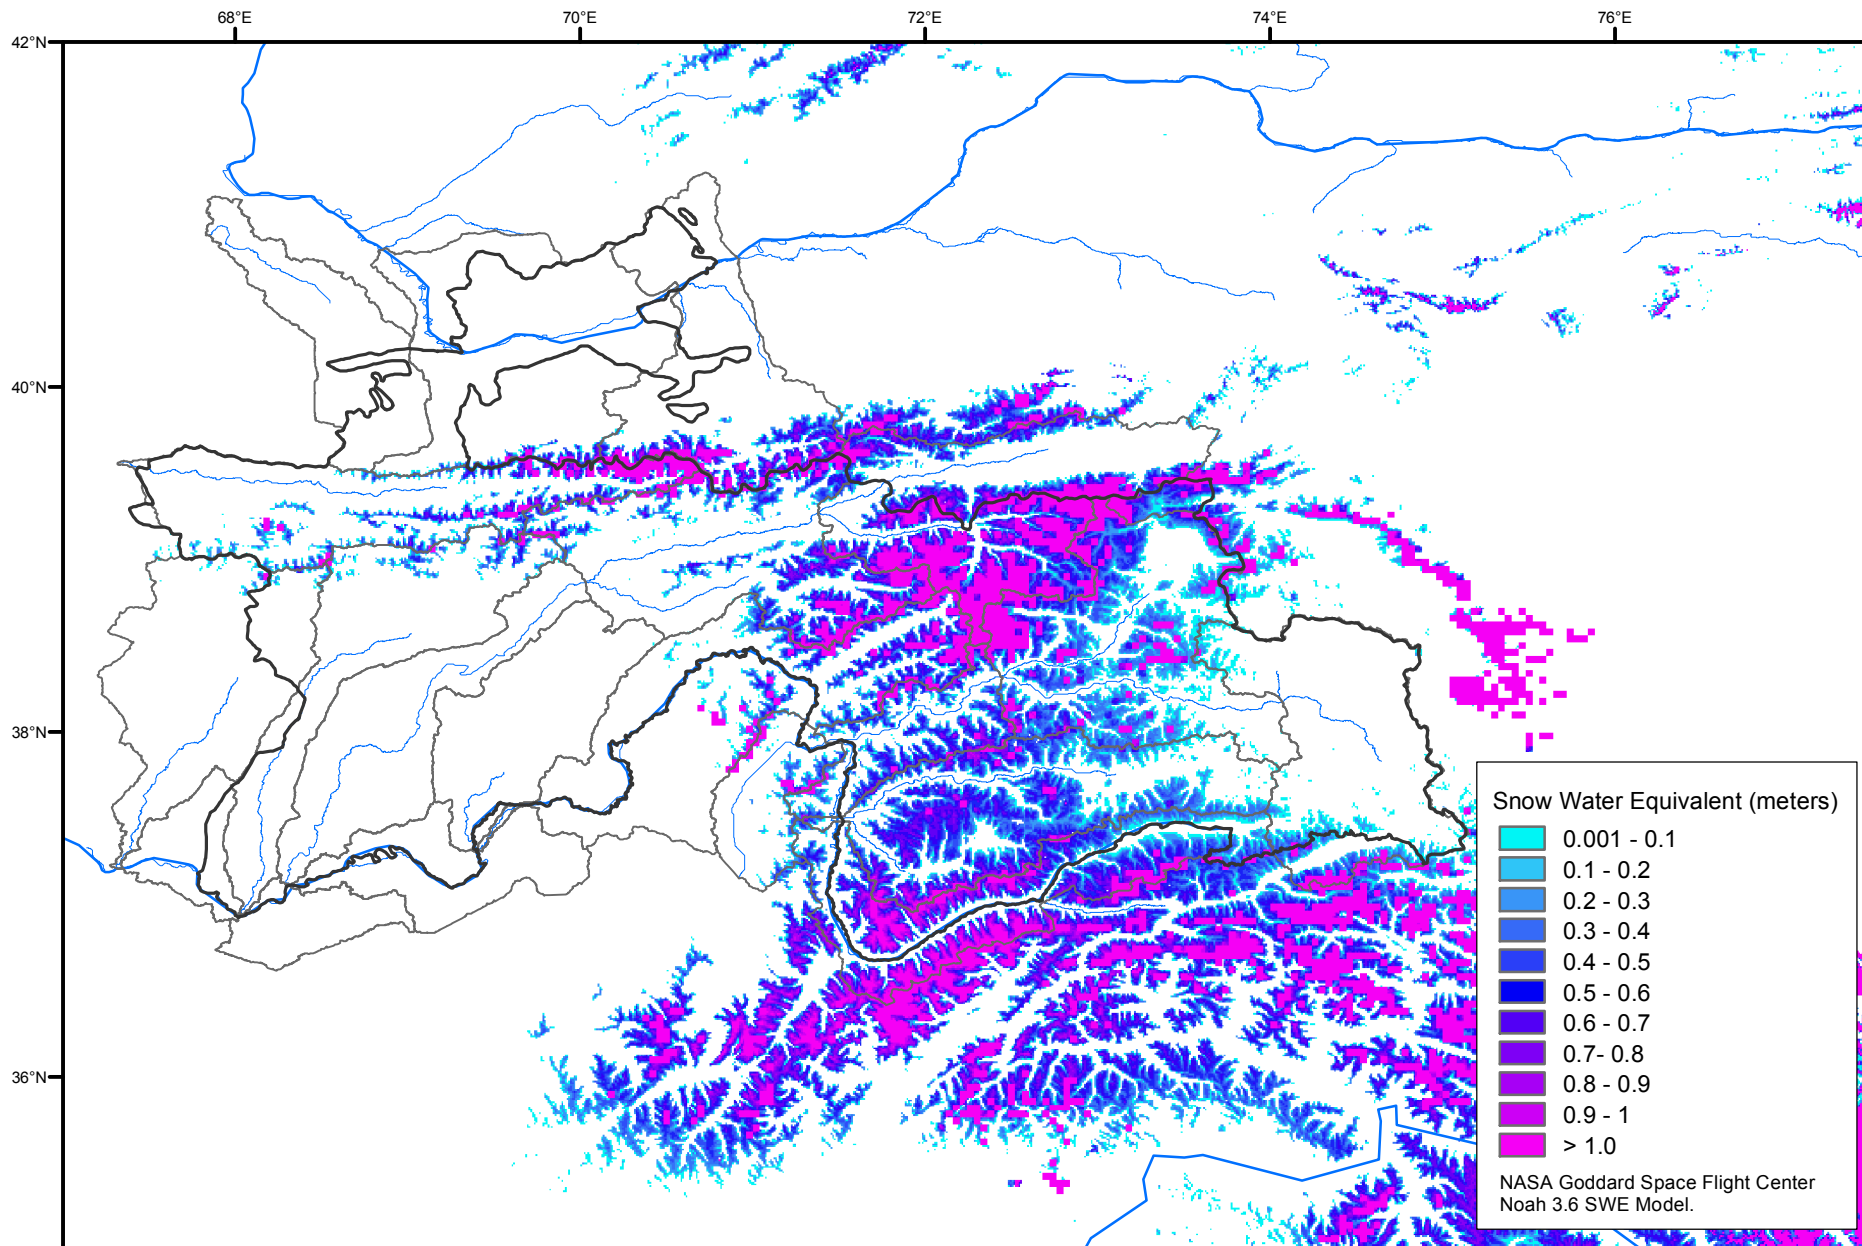 68°E 70°E 72°E 74°E 76°E
42°N
40°N
38°N
36°N
Snow Water Equivalent (meters)
0.001 - 0.1
0.1 - 0.2
0.2 - 0.3
0.3 - 0.4
0.4 - 0.5
0.5 - 0.6
0.6 - 0.7
0.7- 0.8
0.8 - 0.9
0.9 - 1
> 1.0
NASA Goddard Space Flight Center
Noah 3.6 SWE Model.